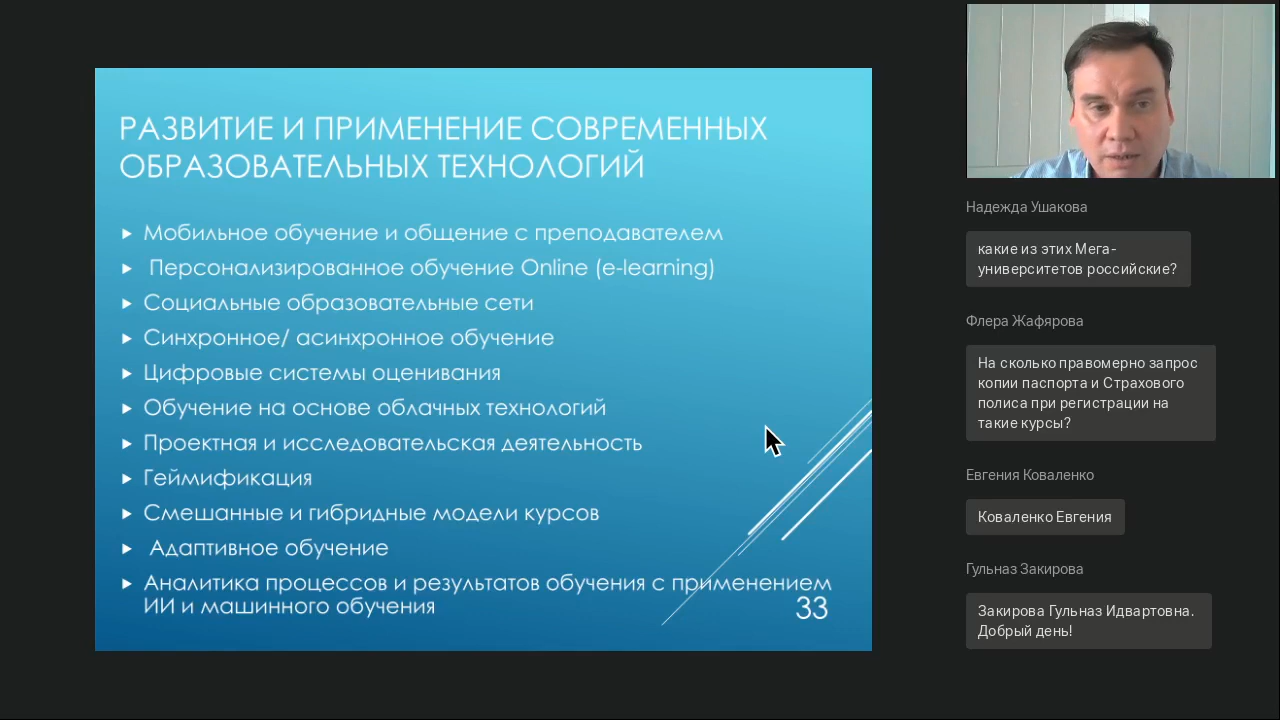 РАЗВИТИЕ И ПРИМЕНЕНИЕ СОВРЕМЕННЫХ
ОБРАЗОВАТЕЛЬНЫХ ТЕХНОЛОГИЙ
Мобильное обучение и общение с преподавателем
Персонализированное обучение Online (e-learning)
Социальные образовательные сети
Синхронное/ асинхронное обучение
Цифровые системы оценивания
Обучение на основе облачных технологий
Проектная и исследовательская деятельность
Геймификация
Смешанные и гибридные модели курсов
Адаптивное обучение
Аналитика процессов и результатов обучения с применением
ИИ и машинного обучения
33
Надежда Ушакова
какие из этих Мега-
университетов российские?
Флера Жафярова
На сколько правомерно запрос
копии паспорта и Страхового
полиса при регистрации на
такие курсы?
Евгения Коваленко
Коваленко Евгения
Гульназ Закирова
Закирова Гульназ Идвартовна.
Добрый день!